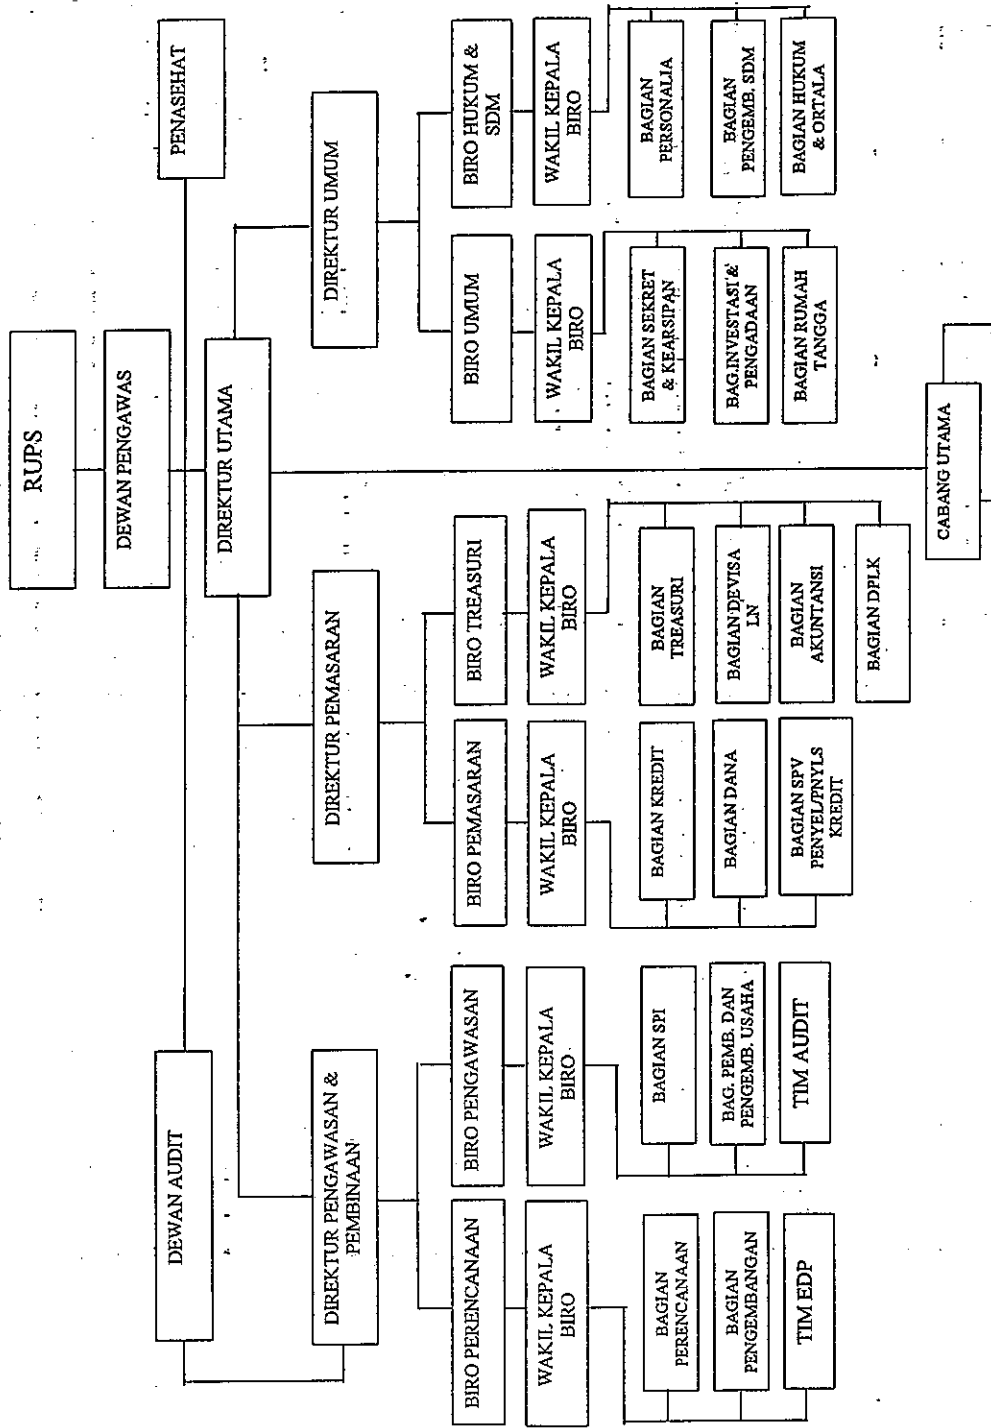 RUPS
DEWAN PENGAWAS
DEWAN AUDIT
PENASEHAT
DIREKTUR UTAMA
DIREKTUR PENGAWASAN &
PEMBINAAN
DIREKTUR PEMASARAN
DIREKTUR UMUM
BIRO PERENCANAAN
BIRO PENGAWASAN
BIRO PEMASARAN
BIRO TREASURI
BIRO UMUM
BIRO HUKUM &
SDM
WAKIL KEPALA
BIRO
WAKIL KEPALA
BIRO
WAKIL KEPALA
BIRO
WAKIL KEPALA
BIRO
WAKIL KEPALA
BIRO
WAKIL KEPALA
BIRO
BAGIAN
PERENCANAAN
BAGIAN SPI
BAGIAN KREDIT
BAGIAN
TREASURI
BAGIAN SEKRET
& KEARSIPAN
BAGIAN
PERSONALIA
BAGIAN
PENGEMBANGAN
BAG. PEMB. DAN
PENGEMB. USAHA
BAGIAN DANA
BAGIAN DEVISA
LN
BAG.INVESTASI &
PENGADAAN
BAGIAN
PENGEMB. SDM
TIM EDP
TIM AUDIT
BAGIAN SPV
PENYEL/PNYLS
KREDIT
BAGIAN
AKUNTANSI
BAGIAN RUMAH
TANGGA
BAGIAN HUKUM
& ORTALA
BAGIAN DPLK
CABANG UTAMA